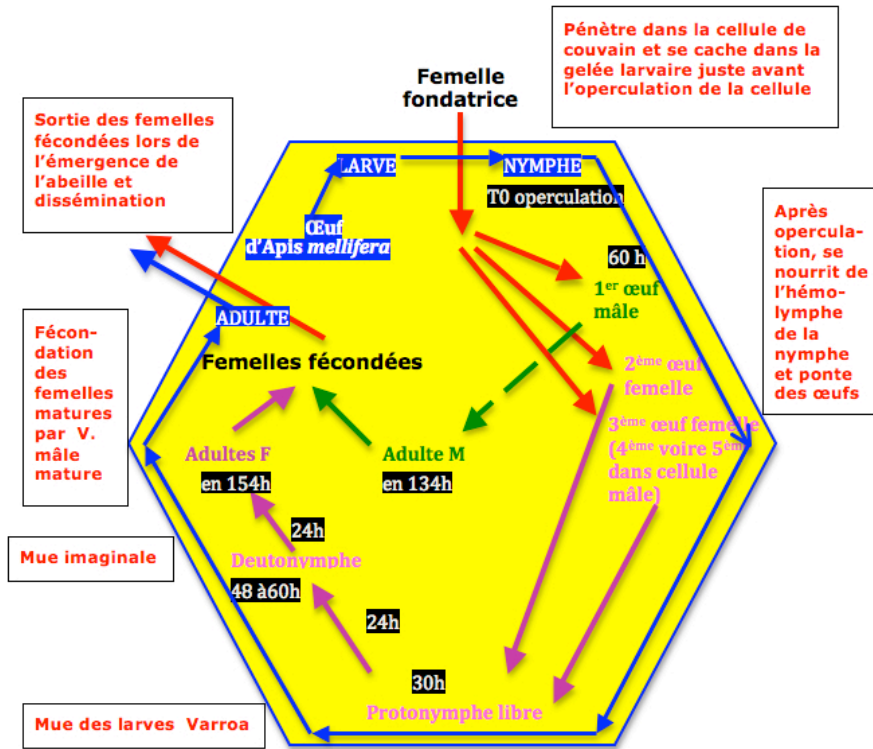 Pénètre dans la cellule de
couvain et se cache dans la
gelée larvaire juste avant
l'operculation de la cellule
Femelle
fondatrice
Sortie des femelles
fécondées lors de
l'émergence de
l'abeille et
dissémination
LARVE
NYMPHE
T0 operculation
Œuf
d'Apis mellifera
Après
opercula-
tion, se
nourrit de
l'hémo-
lymphe
de la
nymphe
et ponte
des œufs
60 h
1er œuf
mâle
ADULTE
Fécon-
dation
des
femelles
matures
par V.
mâle
mature
Femelles fécondées
2ème œuf
femelle
3ème œuf femelle
(4ème voire 5ème
dans cellule
mâle)
Adultes F
en 154h
Adulte M
en 134h
24h
Deutonymphe
48 à60h
Mue imaginale
24h
30h
Protonymphe libre
Mue des larves Varroa